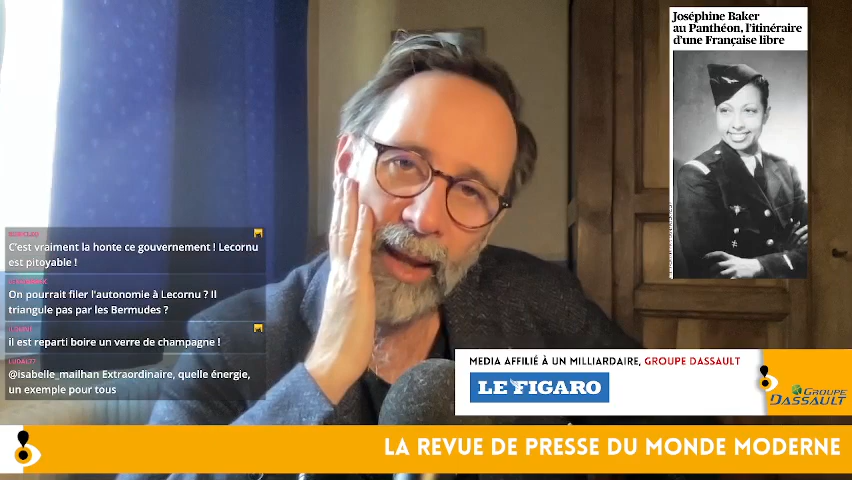 Joséphine Baker
au Panthéon, l'itinéraire
d'une Française libre
C'est vraiment la honte ce gouvernement ! Lecornu
est pitoyable !
On pourrait filer l'autonomie à Lecornu ? Il
triangule pas par les Bermudes ?
il est reparti boire un verre de champagne !
LUDAL77
@isabelle_mailhan Extraordinaire, quelle énergie,
un exemple pour tous
MEDIA AFFILIÉ À UN MILLIARDAIRE, GROUPE DASSAULT
LE FIGARO
GROUPE
DASSAULT
LA REVUE DE PRESSE DU MONDE MODERNE